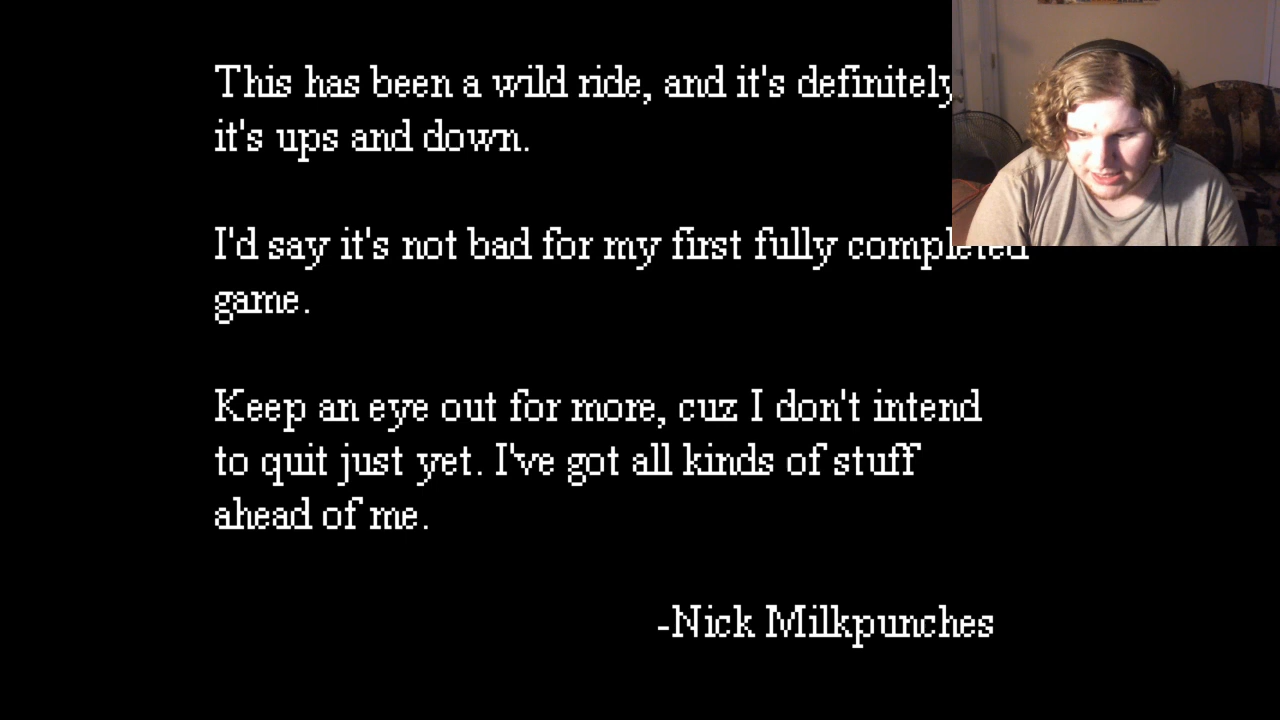 This has been a wild ride, and it's definitely
it's ups and down.
I'd say it's not bad for my first fully completed
game.
Keep an eye out for more, cuz I don't intend
to quit just yet. I've got all kinds of stuff
ahead of me.
-Nick Milkpunches